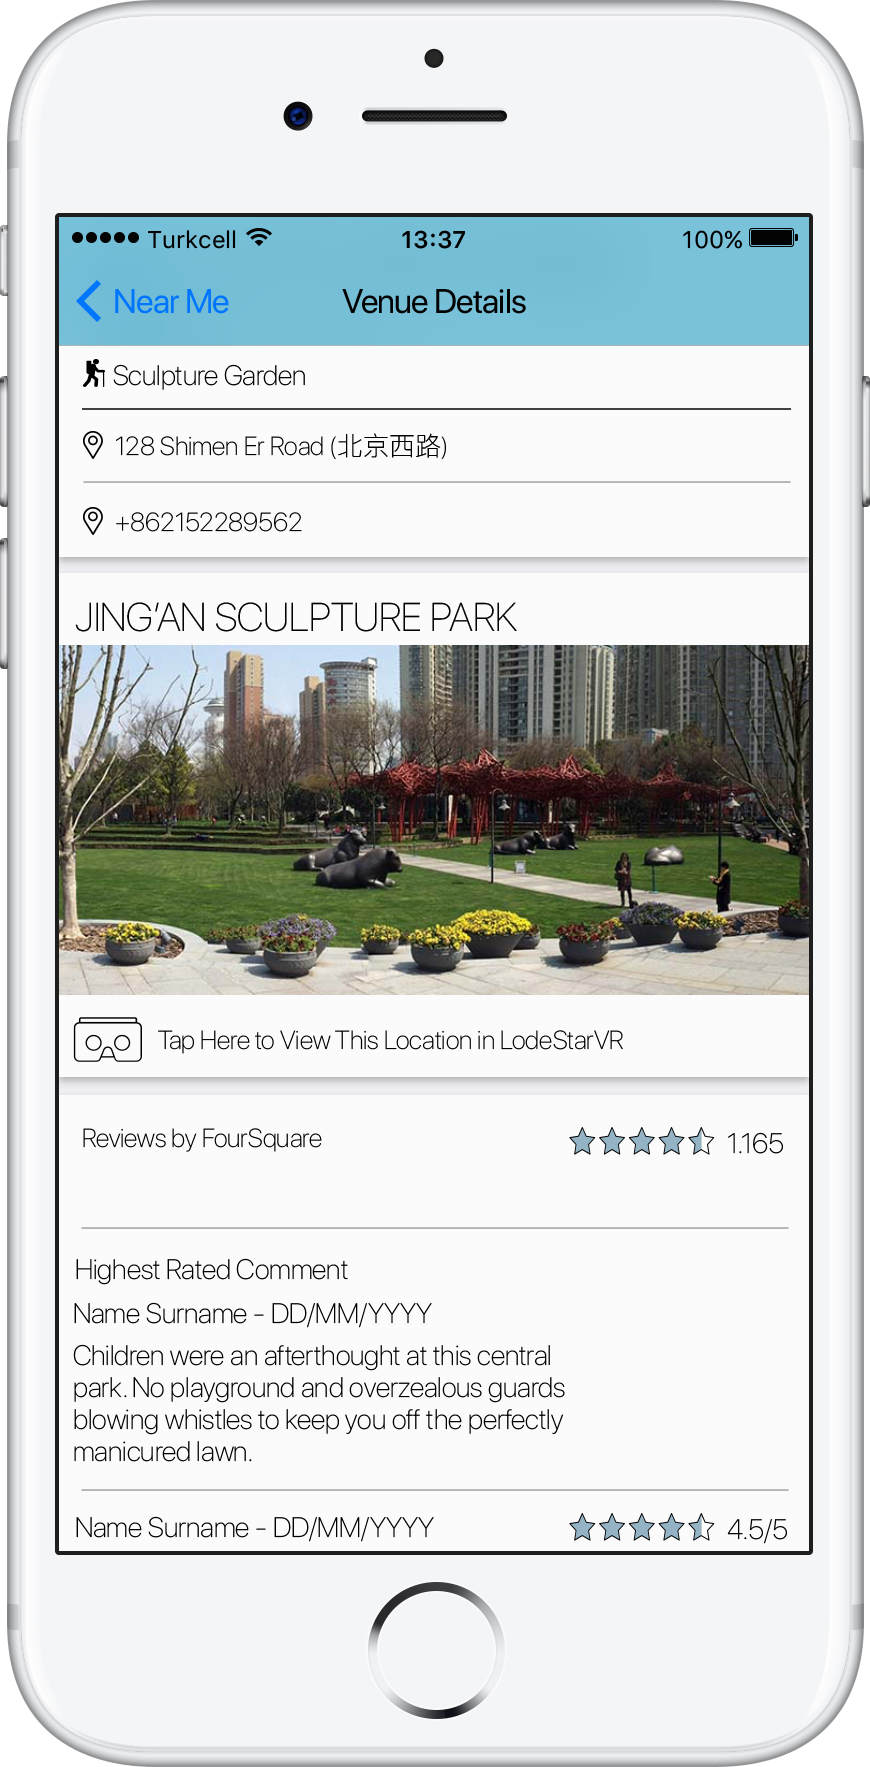 Turkcell 13:37 100%
Near Me Venue Details
Sculpture Garden
128 Shimen Er Road (北京西路)
+862152289562
JING'AN SCULPTURE PARK
Tap Here to View This Location in LodeStarVR
Reviews by FourSquare 1.165
Highest Rated Comment
Name Surname - DD/MM/YYYY
Children were an afterthought at this central
park. No playground and overzealous guards
blowing whistles to keep you off the perfectly
manicured lawn.
Name Surname - DD/MM/YYYY 4.5/5